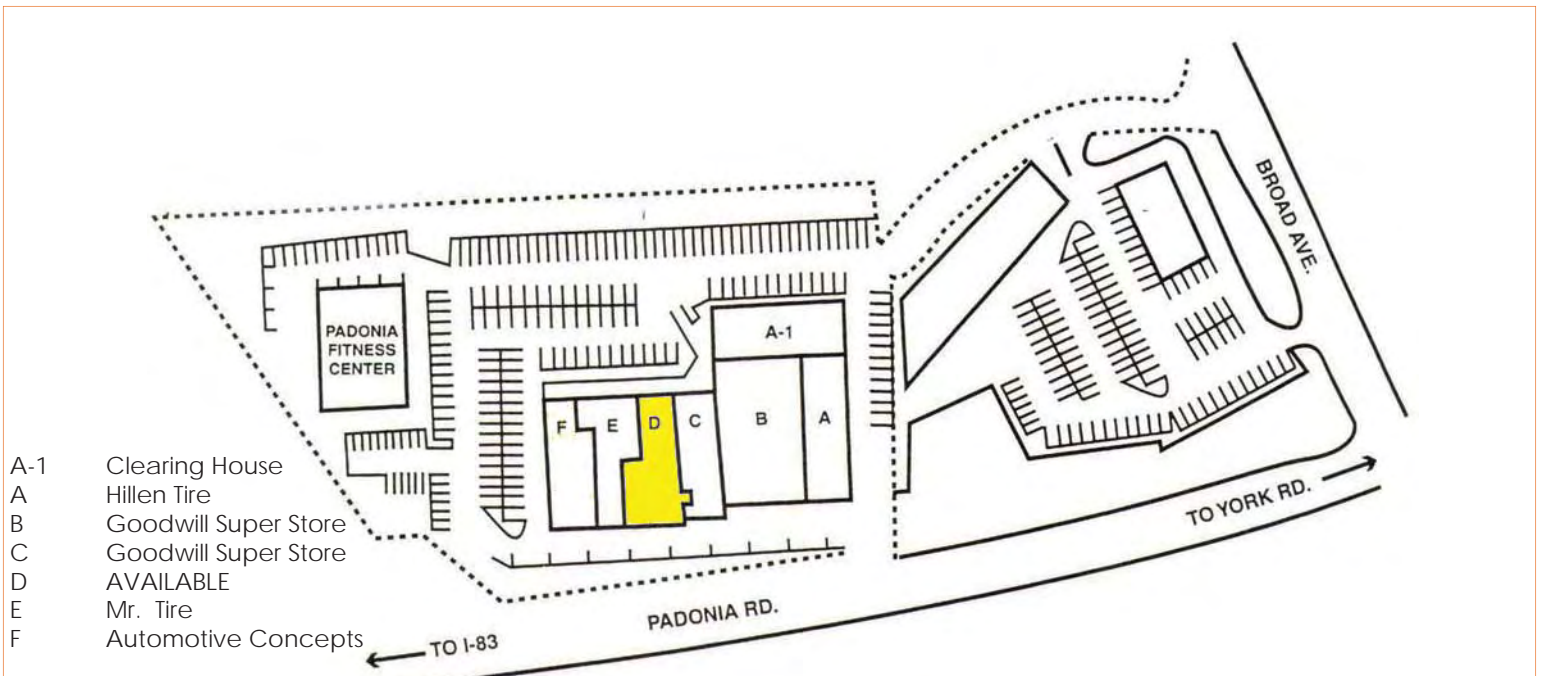 BROAD AVE.
PADONIA
FITNESS
CENTER
A-1
F
E
D
C
B
A
A-1 Clearing House
A Hillen Tire
B Goodwill Super Store
C Goodwill Super Store
D AVAILABLE
E Mr. Tire
F Automotive Concepts
TO YORK RD.
PADONIA RD.
TO I-83